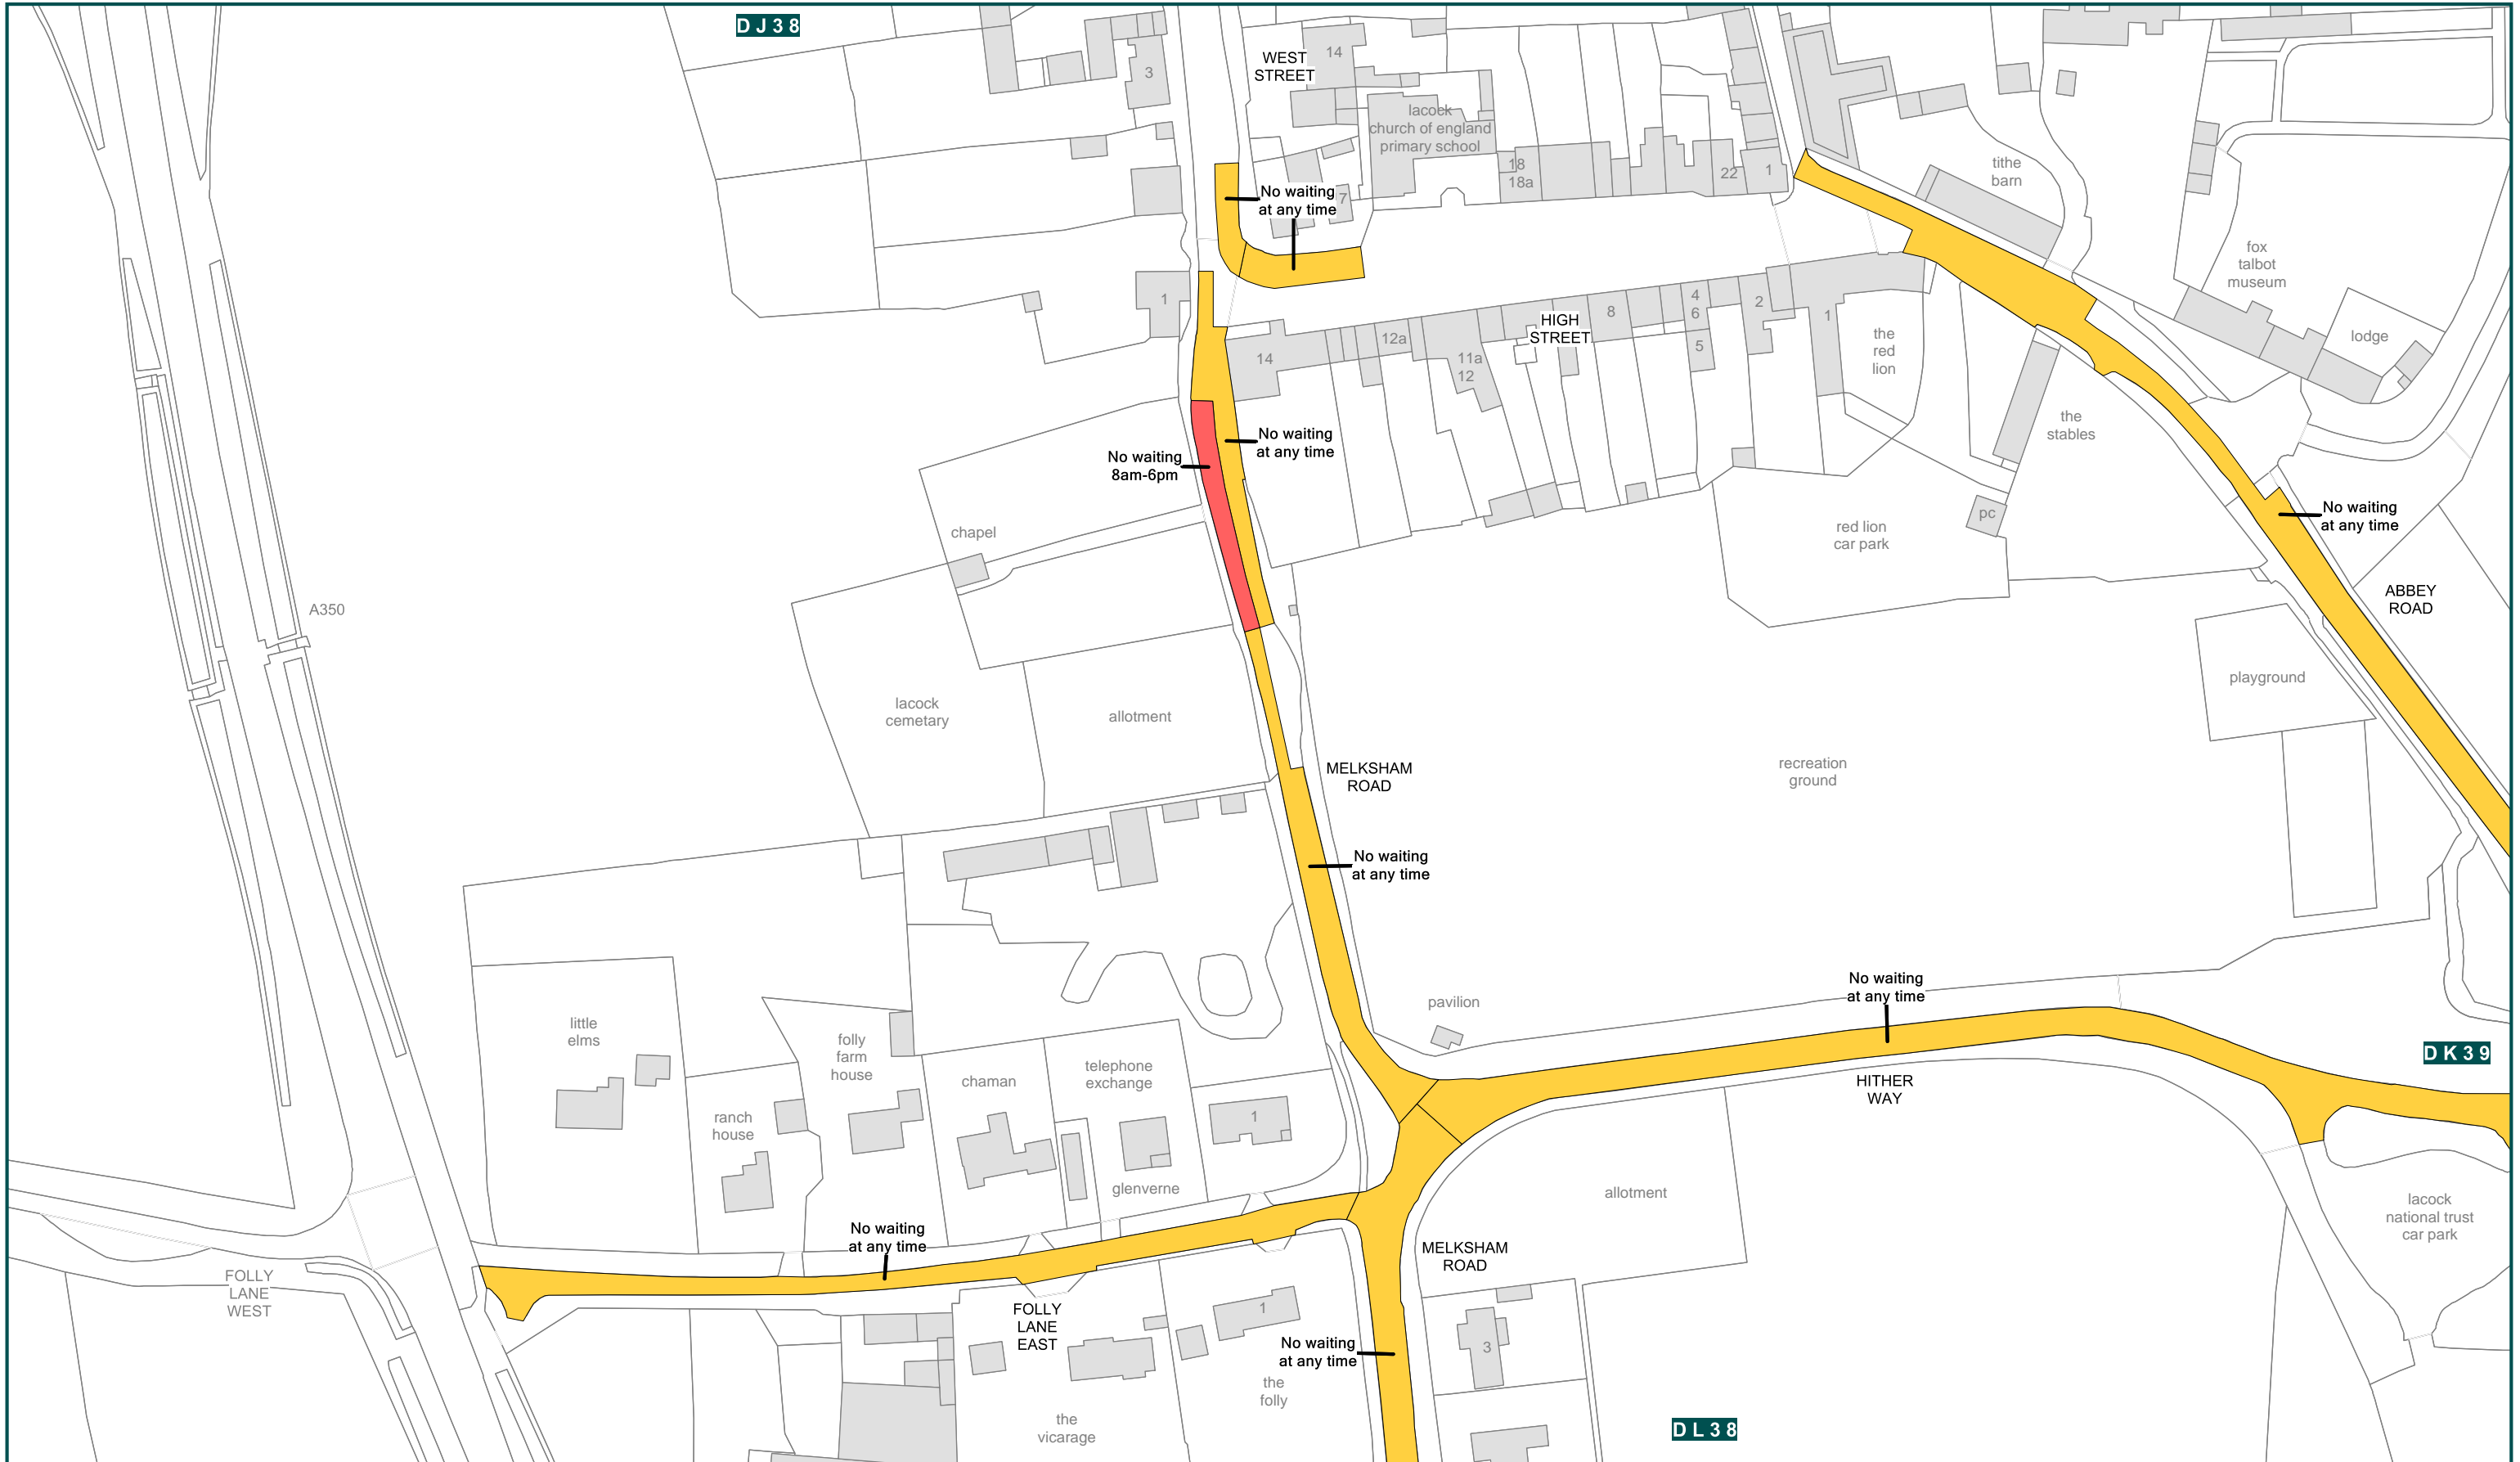 DJ38
WEST
STREET
14
3
lacock
church of england
primary school
18
18a
22
1
tithe
barn
No waiting
at any time
7
fox
talbot
museum
lodge
1
14
12a
11a
12
HIGH
STREET
8
4
6
5
2
1
the
red
lion
the
stables
No waiting
8am-6pm
No waiting
at any time
chapel
red lion
car park
pc
No waiting
at any time
ABBEY
ROAD
A350
lacock
cemetary
allotment
MELKSHAM
ROAD
recreation
ground
playground
No waiting
at any time
little
elms
ranch
house
folly
farm
house
chaman
telephone
exchange
1
glenverne
pavilion
No waiting
at any time
HITHER
WAY
DK39
allotment
lacock
national trust
car park
FOLLY
LANE
WEST
No waiting
at any time
FOLLY
LANE
EAST
MELKSHAM
ROAD
1
No waiting
at any time
3
the
folly
the
vicarage
DL38